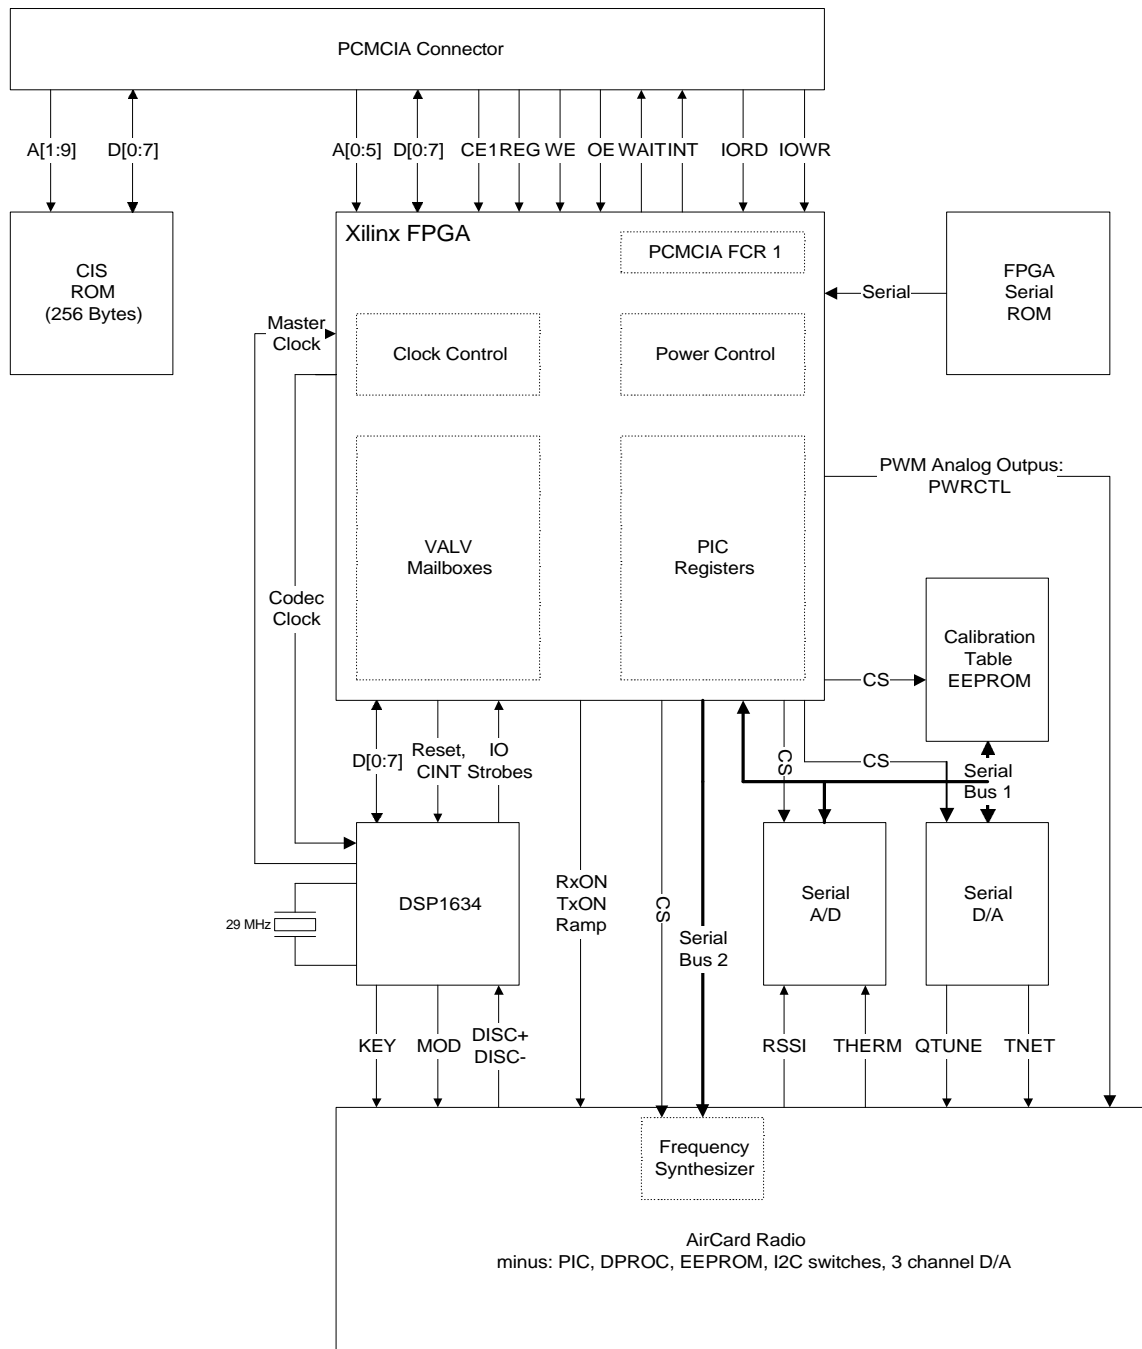 PCMCIA Connector
A[1:9] D[0:7] A[0:5] D[0:7] CE1 REG WE OE WAIT INT IORD IOWR
CIS
ROM
(256 Bytes)
Xilinx FPGA
PCMCIA FCR 1
Serial
FPGA
Serial
ROM
Master
Clock
Clock Control
Power Control
PWM Analog Outpus:
PWRCTL
VALV
Mailboxes
PIC
Registers
Codec
Clock
Calibration
Table
EEPROM
CS
D[0:7]
Reset,
CINT
IO
Strobes
CS
CS
Serial
Bus 1
29 MHz
DSP1634
RxON
TxON
Ramp
CS
Serial
Bus 2
Serial
A/D
Serial
D/A
KEY
MOD
DISC+
DISC-
RSSI
THERM
QTUNE
TNET
Frequency
Synthesizer
AirCard Radio
minus: PIC, DPROC, EEPROM, I2C switches, 3 channel D/A